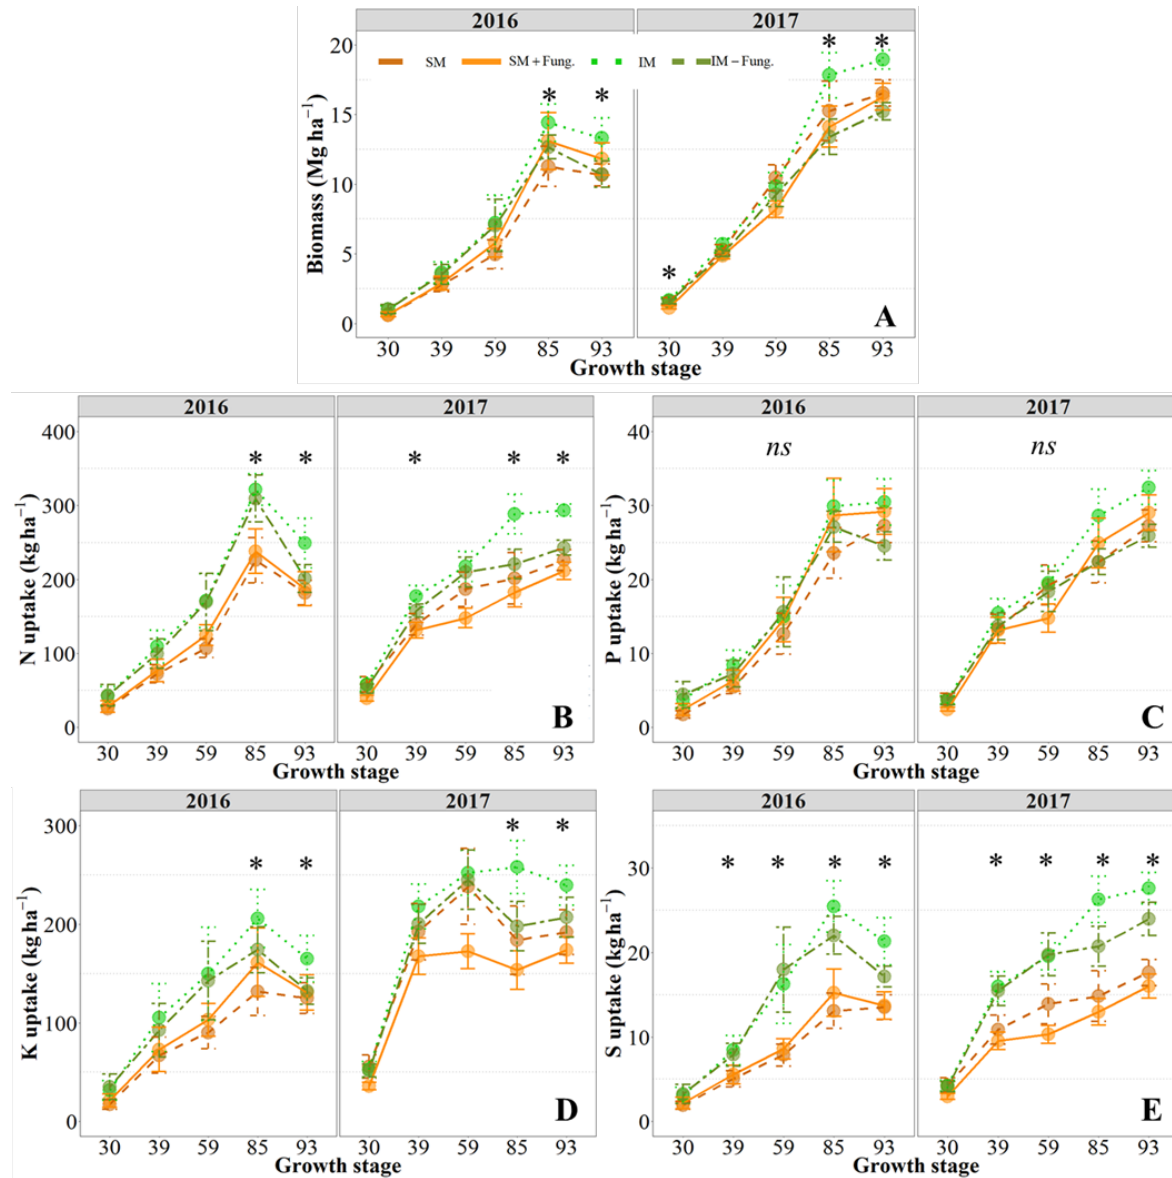 2016 2017
20
15
10
5
0
Biomass (Mg ha⁻¹)
SM SM + Fung. IM IM − Fung.
* * * * *
A
30 39 59 85 93 30 39 59 85 93
Growth stage
2016 2017
400
300
200
100
0
N uptake (kg ha⁻¹)
* * * * *
B
30 39 59 85 93 30 39 59 85 93
Growth stage
2016 2017
40
30
20
10
0
P uptake (kg ha⁻¹)
ns ns
C
30 39 59 85 93 30 39 59 85 93
Growth stage
2016 2017
300
200
100
0
K uptake (kg ha⁻¹)
* * * *
D
30 39 59 85 93 30 39 59 85 93
Growth stage
2016 2017
30
20
10
0
S uptake (kg ha⁻¹)
* * * * * * * *
E
30 39 59 85 93 30 39 59 85 93
Growth stage